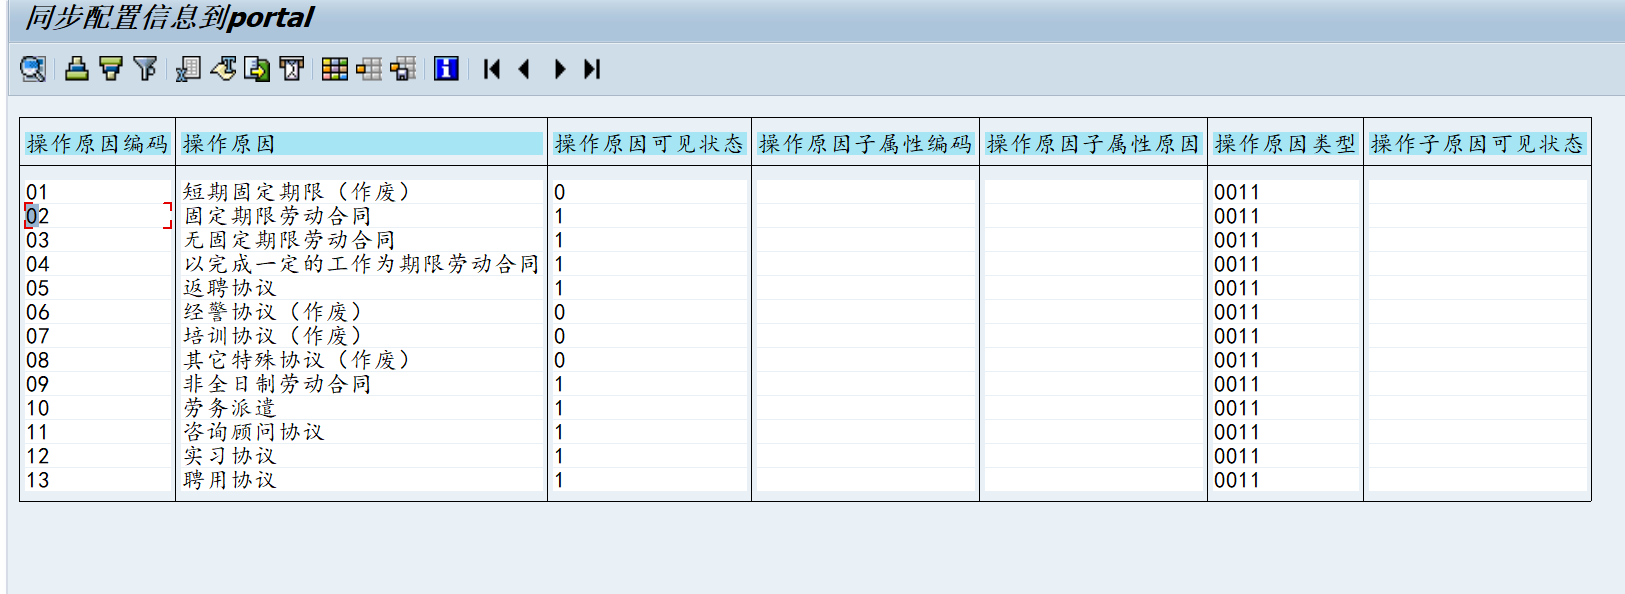 同步配置信息到portal
操作原因编码 操作原因 操作原因可见状态 操作原因子属性编码 操作原因子属性原因 操作原因类型 操作子原因可见状态
01 短期固定期限（作废） 0 0011
02 固定期限劳动合同 1 0011
03 无固定期限劳动合同 1 0011
04 以完成一定的工作为期限劳动合同 1 0011
05 返聘协议 1 0011
06 经警协议（作废） 0 0011
07 培训协议（作废） 0 0011
08 其它特殊协议（作废） 0 0011
09 非全日制劳动合同 1 0011
10 劳务派遣 1 0011
11 咨询顾问协议 1 0011
12 实习协议 1 0011
13 聘用协议 1 0011